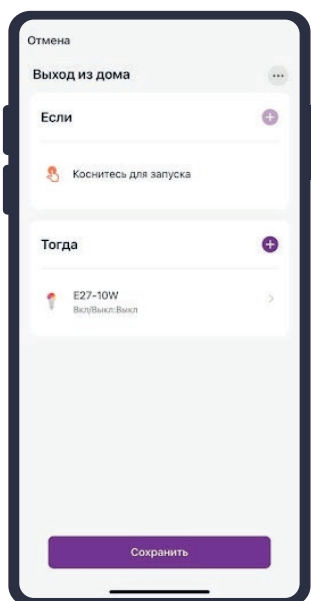 Отмена
Выход из дома
Если
Коснитесь для запуска
Тогда
E27-10W
Вкл/Выкл:Выкл
Сохранить